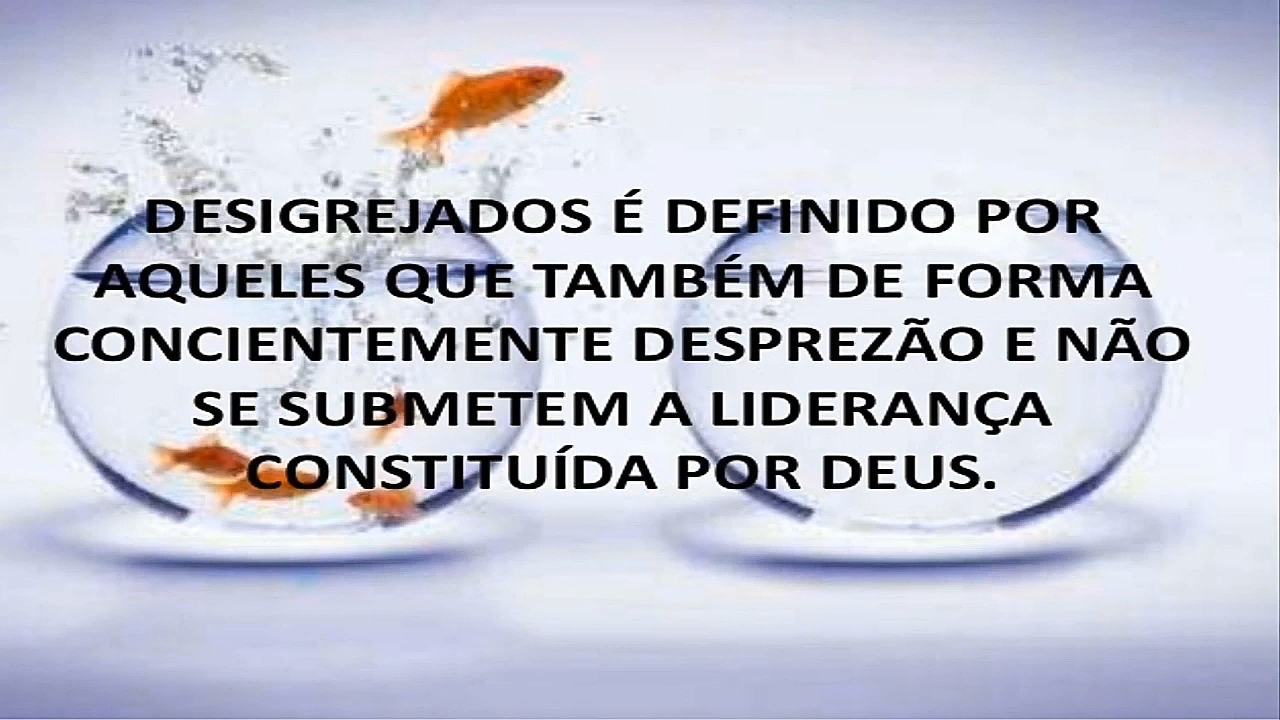 DESIGREJADOS É DEFINIDO POR
AQUELES QUE TAMBÉM DE FORMA
CONCIENTEMENTE DESPREZÃO E NÃO
SE SUBMETEM A LIDERANÇA
CONSTITUÍDA POR DEUS.